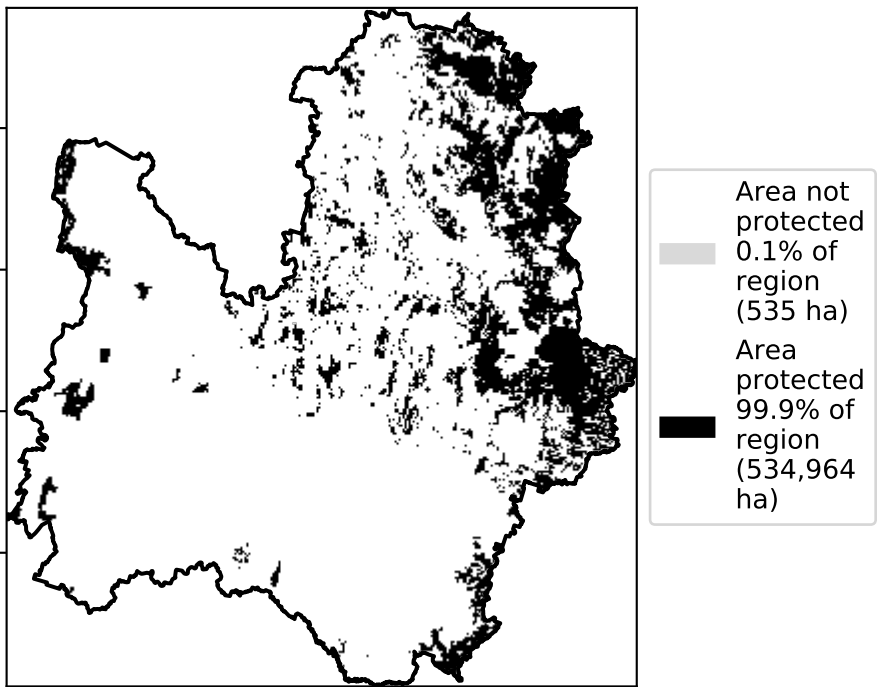 Area not
protected
0.1% of
region
(535 ha)
Area
protected
99.9% of
region
(534,964
ha)